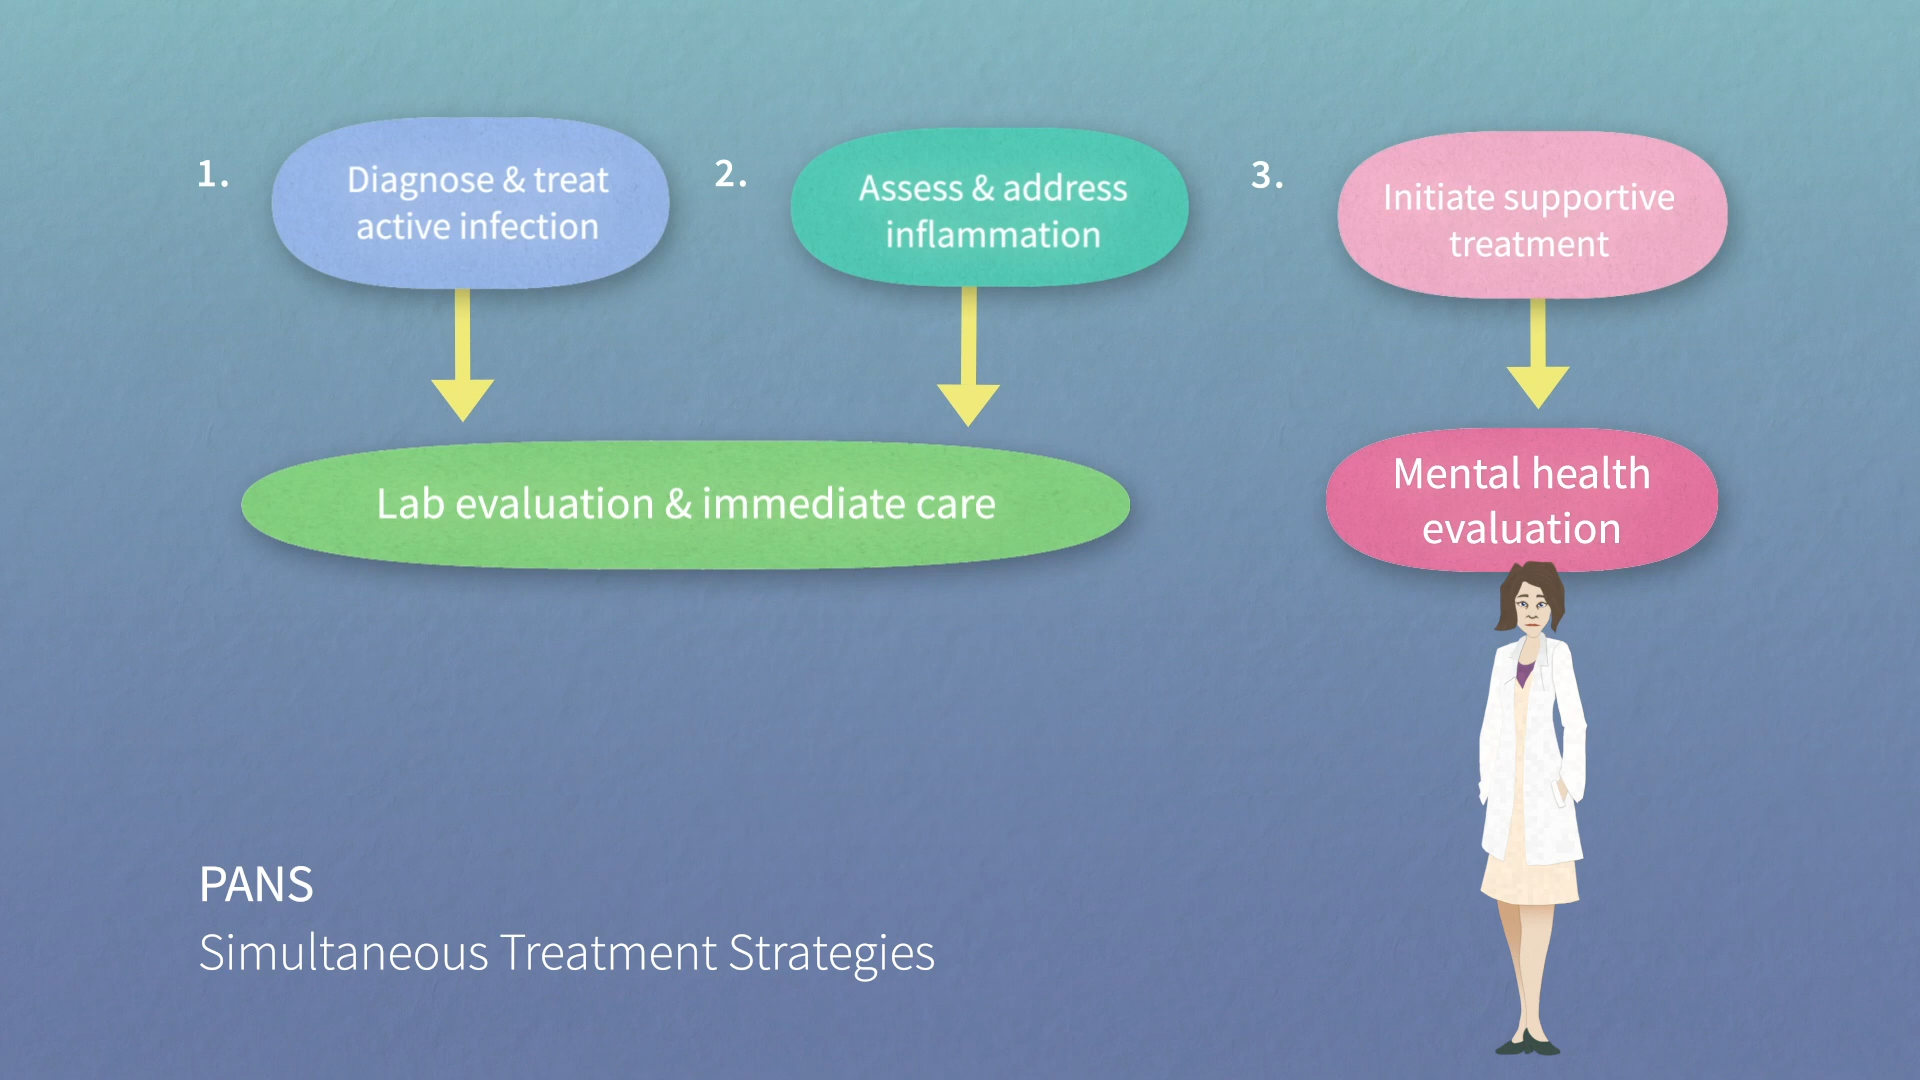 1.
Diagnose & treat
active infection
2.
Assess & address
inflammation
3.
Initiate supportive
treatment
Lab evaluation & immediate care
Mental health
evaluation
PANS
Simultaneous Treatment Strategies